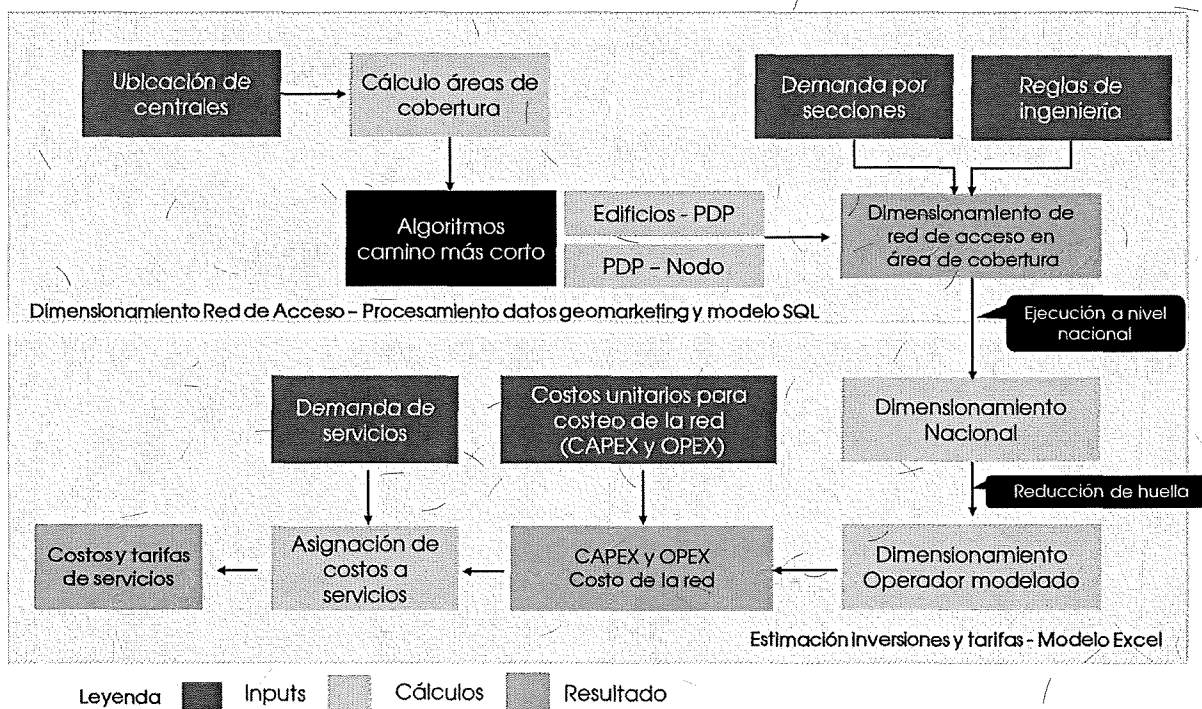 Ubicación de
centrales
Cálculo áreas de
cobertura
Demanda por
secciones
Reglas de
ingeniería
Algoritmos
camino más corto
Edificios - PDP
PDP – Nodo
Dimensionamiento de
red de acceso en
área de cobertura
Dimensionamiento Red de Acceso – Procesamiento datos geomarketing y modelo SQL
Ejecución a nivel
nacional
Demanda de
servicios
Costos unitarios para
costeo de la red
(CAPEX y OPEX)
Dimensionamiento
Nacional
Reducción de huella
Costos y tarifas
de servicios
Asignación de
costos a
servicios
CAPEX y OPEX
Costo de la red
Dimensionamiento
Operador modelado
Estimación inversiones y tarifas - Modelo Excel
Leyenda
Inputs
Cálculos
Resultado